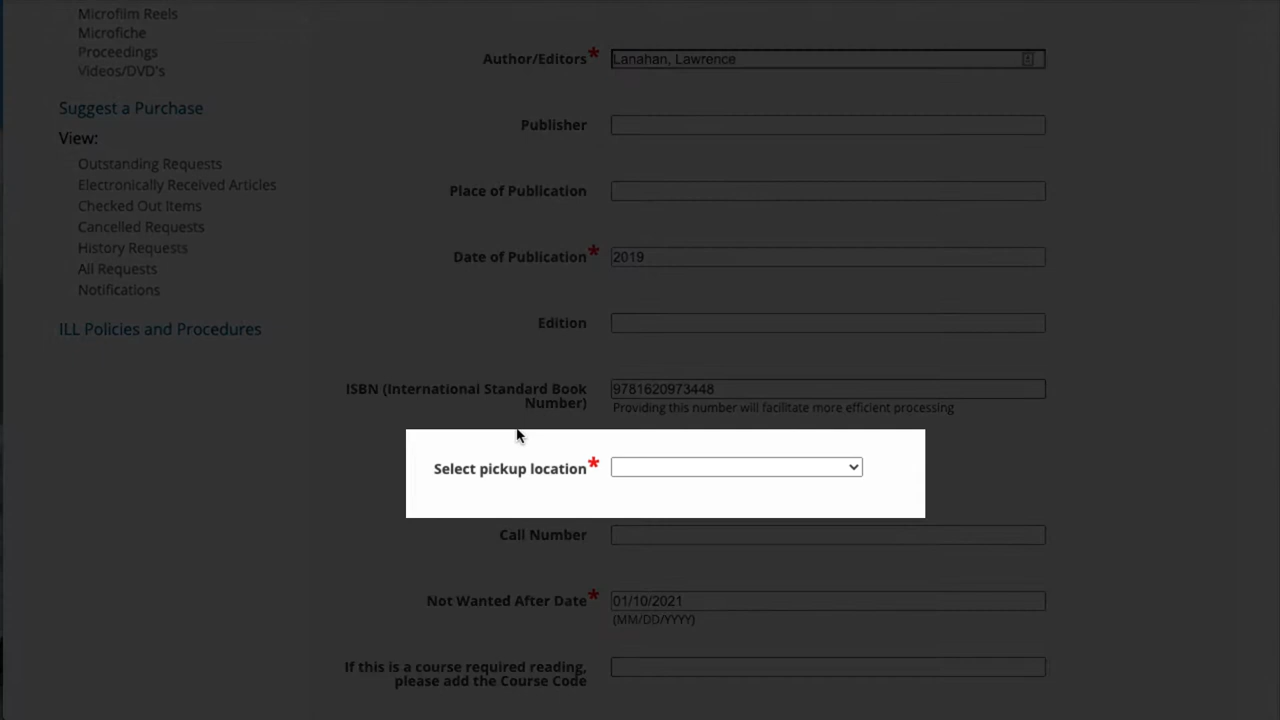 Microfilm Reels
Microfiche
Proceedings
Videos/DVD's
Suggest a Purchase
View:
Outstanding Requests
Electronically Received Articles
Checked Out Items
Cancelled Requests
History Requests
All Requests
Notifications
ILL Policies and Procedures
Author/Editors* Lanahan, Lawrence
Publisher
Place of Publication
Date of Publication* 2019
Edition
ISBN (International Standard Book
Number) 9781620973448
Providing this number will facilitate more efficient processing
Select pickup location*
Call Number
Not Wanted After Date* 01/10/2021
(MM/DD/YYYY)
If this is a course required reading,
please add the Course Code